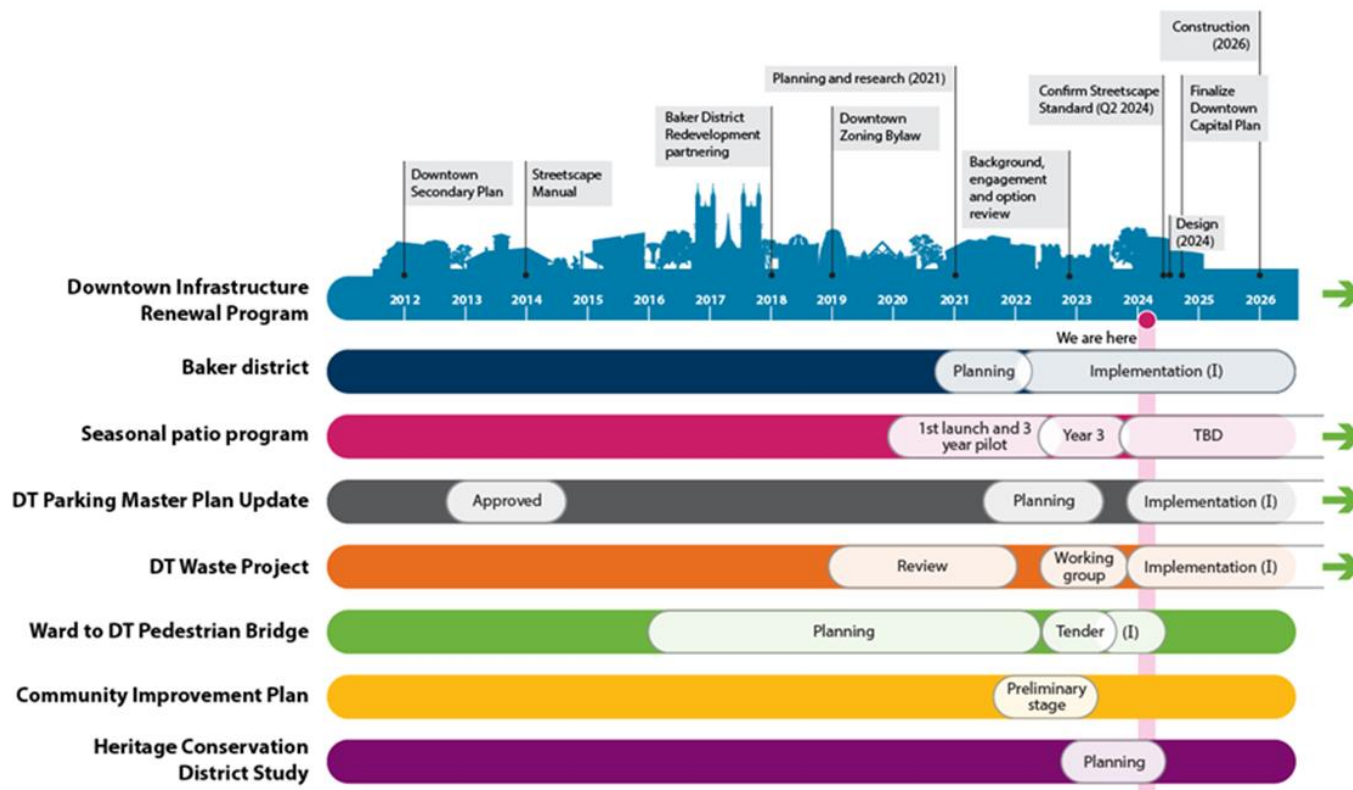 Construction
(2026)
Planning and research (2021)
Confirm Streetscape
Standard (Q2 2024)
Finalize
Downtown
Capital Plan
Baker District
Redevelopment
partnering
Downtown
Zoning Bylaw
Background,
engagement
and option
review
Downtown
Secondary Plan
Streetscape
Manual
Design
(2024)
Downtown Infrastructure
Renewal Program
2012 2013 2014 2015 2016 2017 2018 2019 2020 2021 2022 2023 2024 2025 2026
We are here
Baker district
Planning
Implementation (I)
Seasonal patio program
1st launch and 3
year pilot
Year 3
TBD
DT Parking Master Plan Update
Approved
Planning
Implementation (I)
DT Waste Project
Review
Working
group
Implementation (I)
Ward to DT Pedestrian Bridge
Planning
Tender
(I)
Community Improvement Plan
Preliminary
stage
Heritage Conservation
District Study
Planning